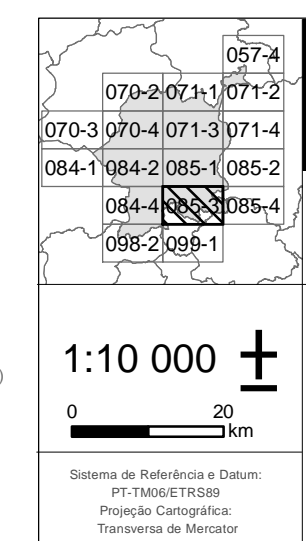 057-4
070-2 071-1 071-2
070-3 070-4 071-3 071-4
084-1 084-2 085-1 085-2
084-4 085-3 085-4
098-2 099-1
1:10 000
0 20
km
Sistema de Referência e Datum:
PT-TM06/ETRS89
Projeção Cartográfica:
Transversa de Mercator